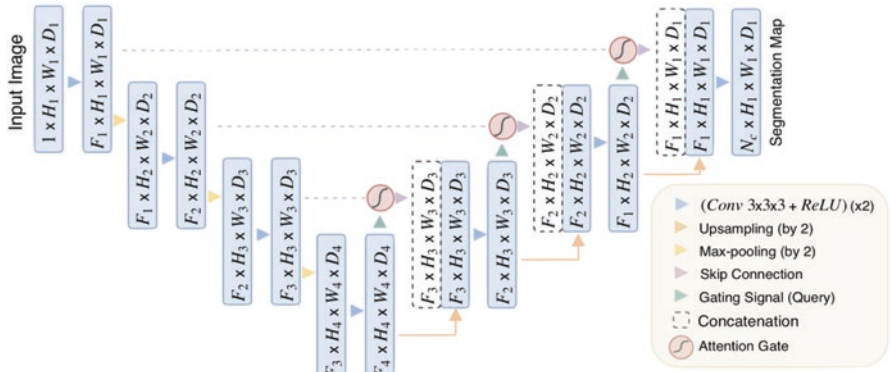 Input Image
1 x H₁ x W₁ x D₁
F₁ x H₁ x W₁ x D₁
F₁ x H₂ x W₂ x D₂
F₂ x H₂ x W₂ x D₂
F₂ x H₃ x W₃ x D₃
F₃ x H₃ x W₃ x D₃
F₃ x H₄ x W₄ x D₄
F₄ x H₄ x W₄ x D₄
F₃ x H₃ x W₃ x D₃
F₃ x H₃ x W₃ x D₃
F₂ x H₃ x W₃ x D₃
F₂ x H₂ x W₂ x D₂
F₂ x H₂ x W₂ x D₂
F₁ x H₂ x W₂ x D₂
F₁ x H₁ x W₁ x D₁
F₁ x H₁ x W₁ x D₁
N_c x H₁ x W₁ x D₁
Segmentation Map
(Conv 3x3x3 + ReLU) (x2)
Upsampling (by 2)
Max-pooling (by 2)
Skip Connection
Gating Signal (Query)
Concatenation
Attention Gate